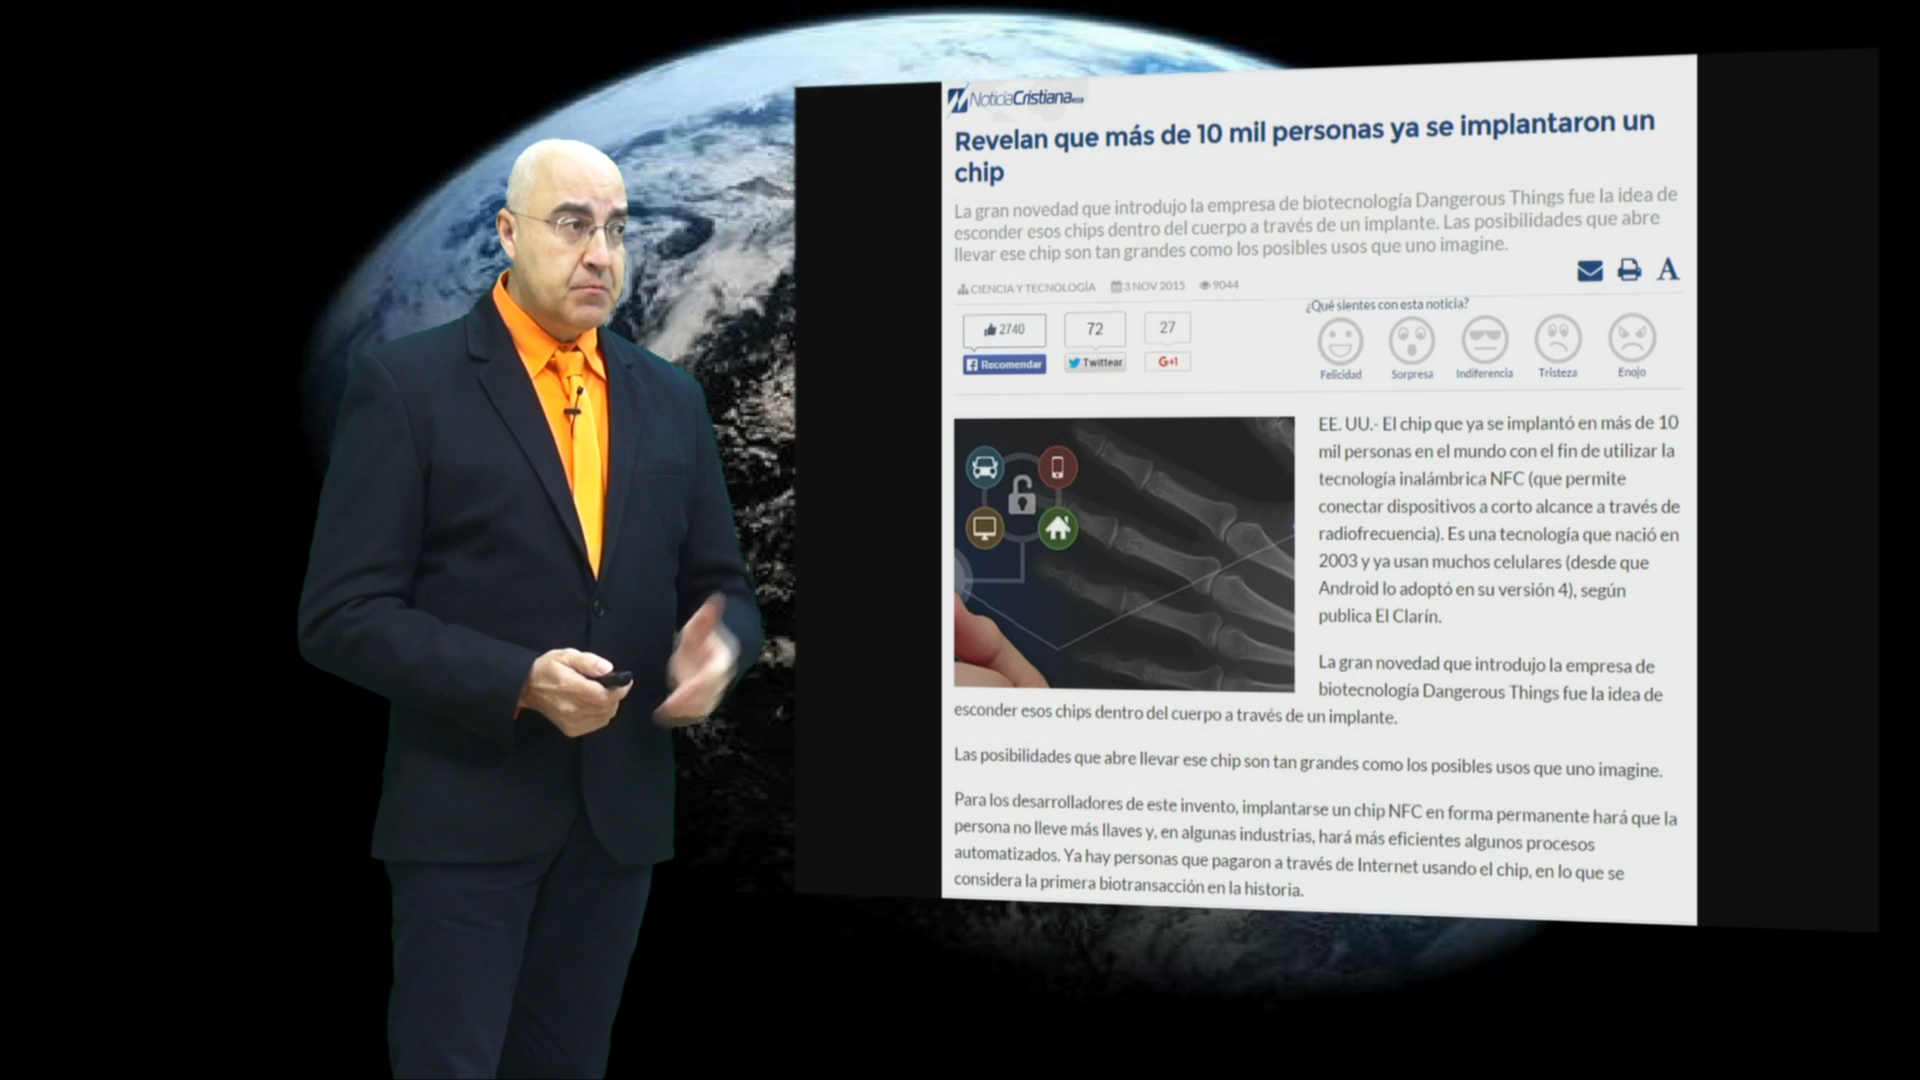 NoticiaCristiana
Revelan que más de 10 mil personas ya se implantaron un
chip
La gran novedad que introdujo la empresa de biotecnología Dangerous Things fue la idea de
esconder esos chips dentro del cuerpo a través de un implante. Las posibilidades que abre
llevar ese chip son tan grandes como los posibles usos que uno imagine.
A
CIENCIA Y TECNOLOGÍA 3 NOV 2015 9044
¿Qué sientes con esta noticia?
2740 72 27
Recomendar Twittear G+1
Felicidad Sorpresa Indiferencia Tristeza Enojo
EE. UU.- El chip que ya se implantó en más de 10
mil personas en el mundo con el fin de utilizar la
tecnología inalámbrica NFC (que permite
conectar dispositivos a corto alcance a través de
radiofrecuencia). Es una tecnología que nació en
2003 y ya usan muchos celulares (desde que
Android lo adoptó en su versión 4), según
publica El Clarín.
La gran novedad que introdujo la empresa de
biotecnología Dangerous Things fue la idea de
esconder esos chips dentro del cuerpo a través de un implante.
Las posibilidades que abre llevar ese chip son tan grandes como los posibles usos que uno imagine.
Para los desarrolladores de este invento, implantarse un chip NFC en forma permanente hará que la
persona no lleve más llaves y, en algunas industrias, hará más eficientes algunos procesos
automatizados. Ya hay personas que pagaron a través de Internet usando el chip, en lo que se
considera la primera biotransacción en la historia.